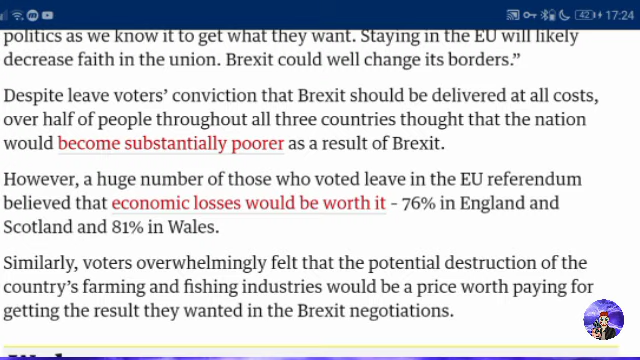 42 17:24
politics as we know it to get what they want. Staying in the EU will likely
decrease faith in the union. Brexit could well change its borders.”
Despite leave voters’ conviction that Brexit should be delivered at all costs,
over half of people throughout all three countries thought that the nation
would become substantially poorer as a result of Brexit.
However, a huge number of those who voted leave in the EU referendum
believed that economic losses would be worth it - 76% in England and
Scotland and 81% in Wales.
Similarly, voters overwhelmingly felt that the potential destruction of the
country’s farming and fishing industries would be a price worth paying for
getting the result they wanted in the Brexit negotiations.